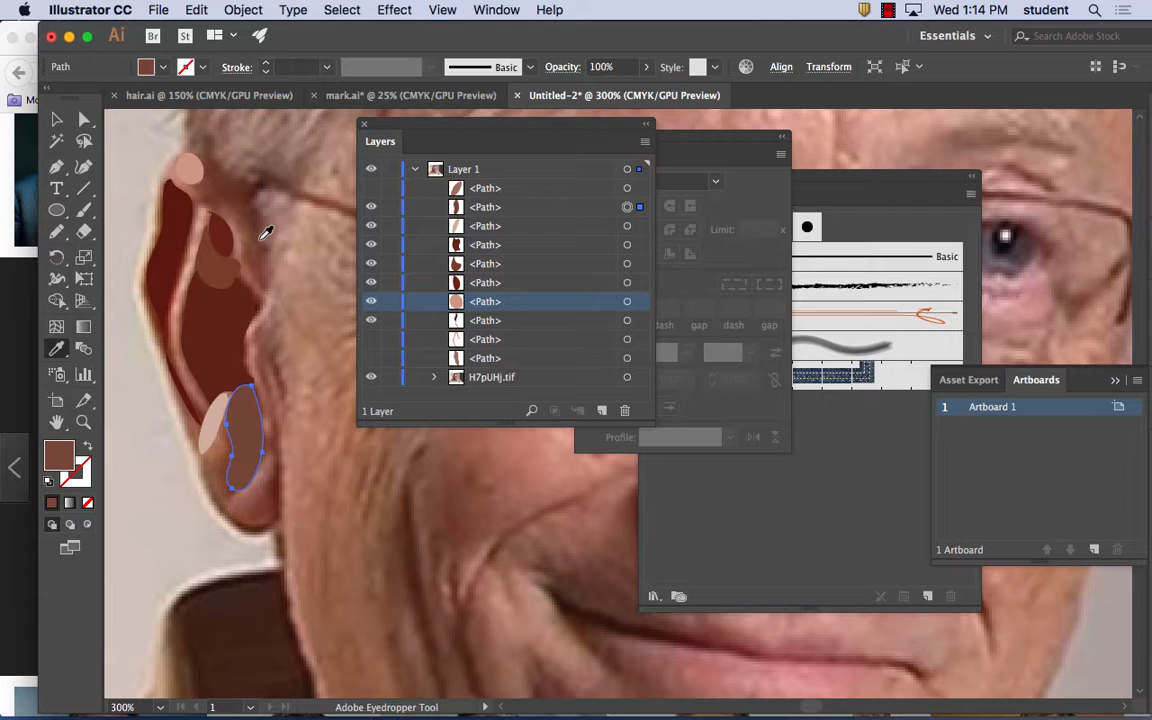 Illustrator CC File Edit Object Type Select Effect View Window Help Wed 1:14 PM student
Ai Br St Essentials Search Adobe Stock
Path Stroke: Basic Opacity: 100% Style: Align Transform
hair.ai @ 150% (CMYK/GPU Preview) mark.ai* @ 25% (CMYK/GPU Preview) Untitled-2* @ 300% (CMYK/GPU Preview)
Layers
Layer 1
<Path>
<Path>
<Path>
<Path>
<Path>
<Path>
<Path>
<Path>
<Path>
<Path>
H7pUHj.tif
1 Layer
Limit:
Basic
dash gap dash gap
Profile:
Asset Export Artboards
1 Artboard 1
1 Artboard
300% 1 Adobe Eyedropper Tool